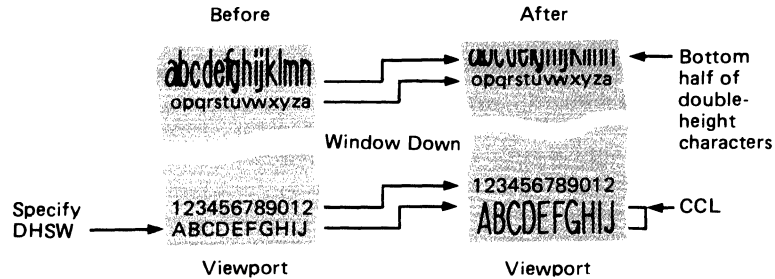 Before
After
abcdefghijklmn
opqrstuvwxyza
abcdefghijklmn
opqrstuvwxyza
Bottom
half of
double-
height
characters
Window Down
Specify
DHSW
123456789012
ABCDEFGHIJ
123456789012
ABCDEFGHIJ
CCL
Viewport
Viewport